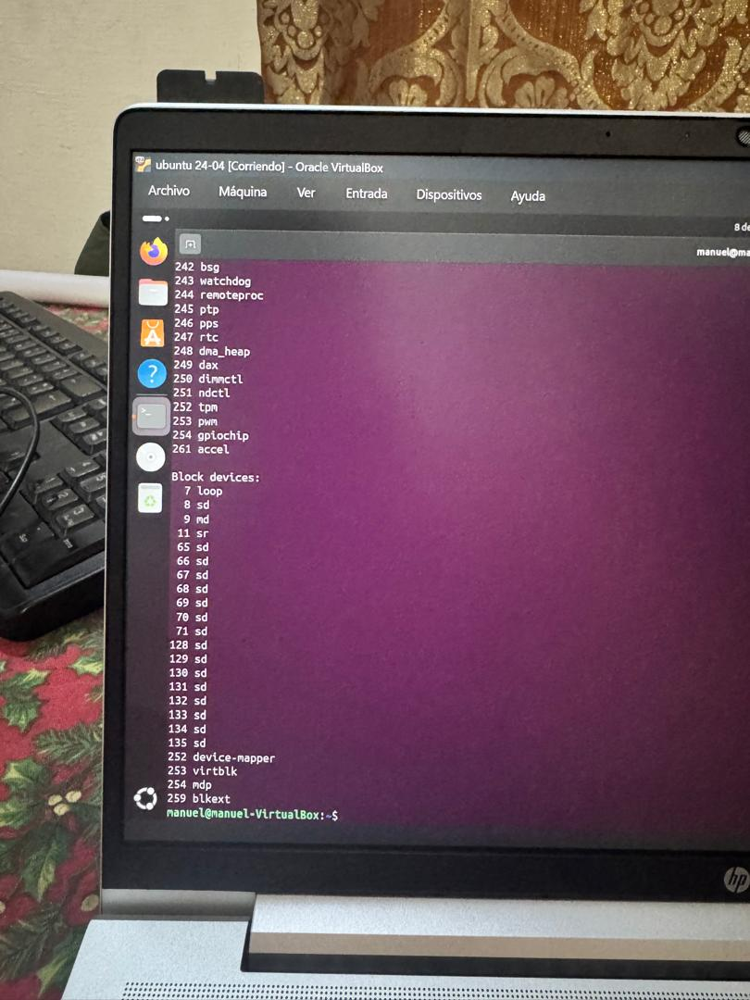 ubuntu 24-04 [Corriendo] - Oracle VirtualBox
Archivo Máquina Ver Entrada Dispositivos Ayuda
8 de
manuel@ma
242 bsg
243 watchdog
244 remoteproc
245 ptp
246 pps
247 rtc
248 dma_heap
249 dax
250 dimmctl
251 ndctl
252 tpm
253 pwm
254 gpiochip
261 accel
Block devices:
7 loop
8 sd
9 md
11 sr
65 sd
66 sd
67 sd
68 sd
69 sd
70 sd
71 sd
128 sd
129 sd
130 sd
131 sd
132 sd
133 sd
134 sd
135 sd
252 device-mapper
253 virtblk
254 mdp
259 blkext
manuel@manuel-VirtualBox:~$
hp